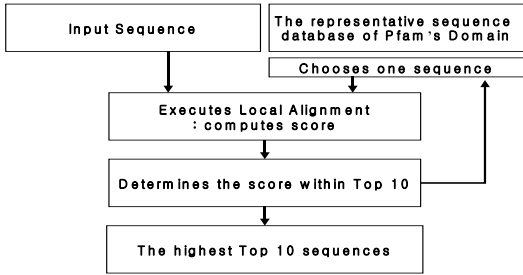 Input Sequence
The representative sequence
database of Pfam's Domain
Chooses one sequence
Executes Local Alignment
: computes score
Determines the score within Top 10
The highest Top 10 sequences